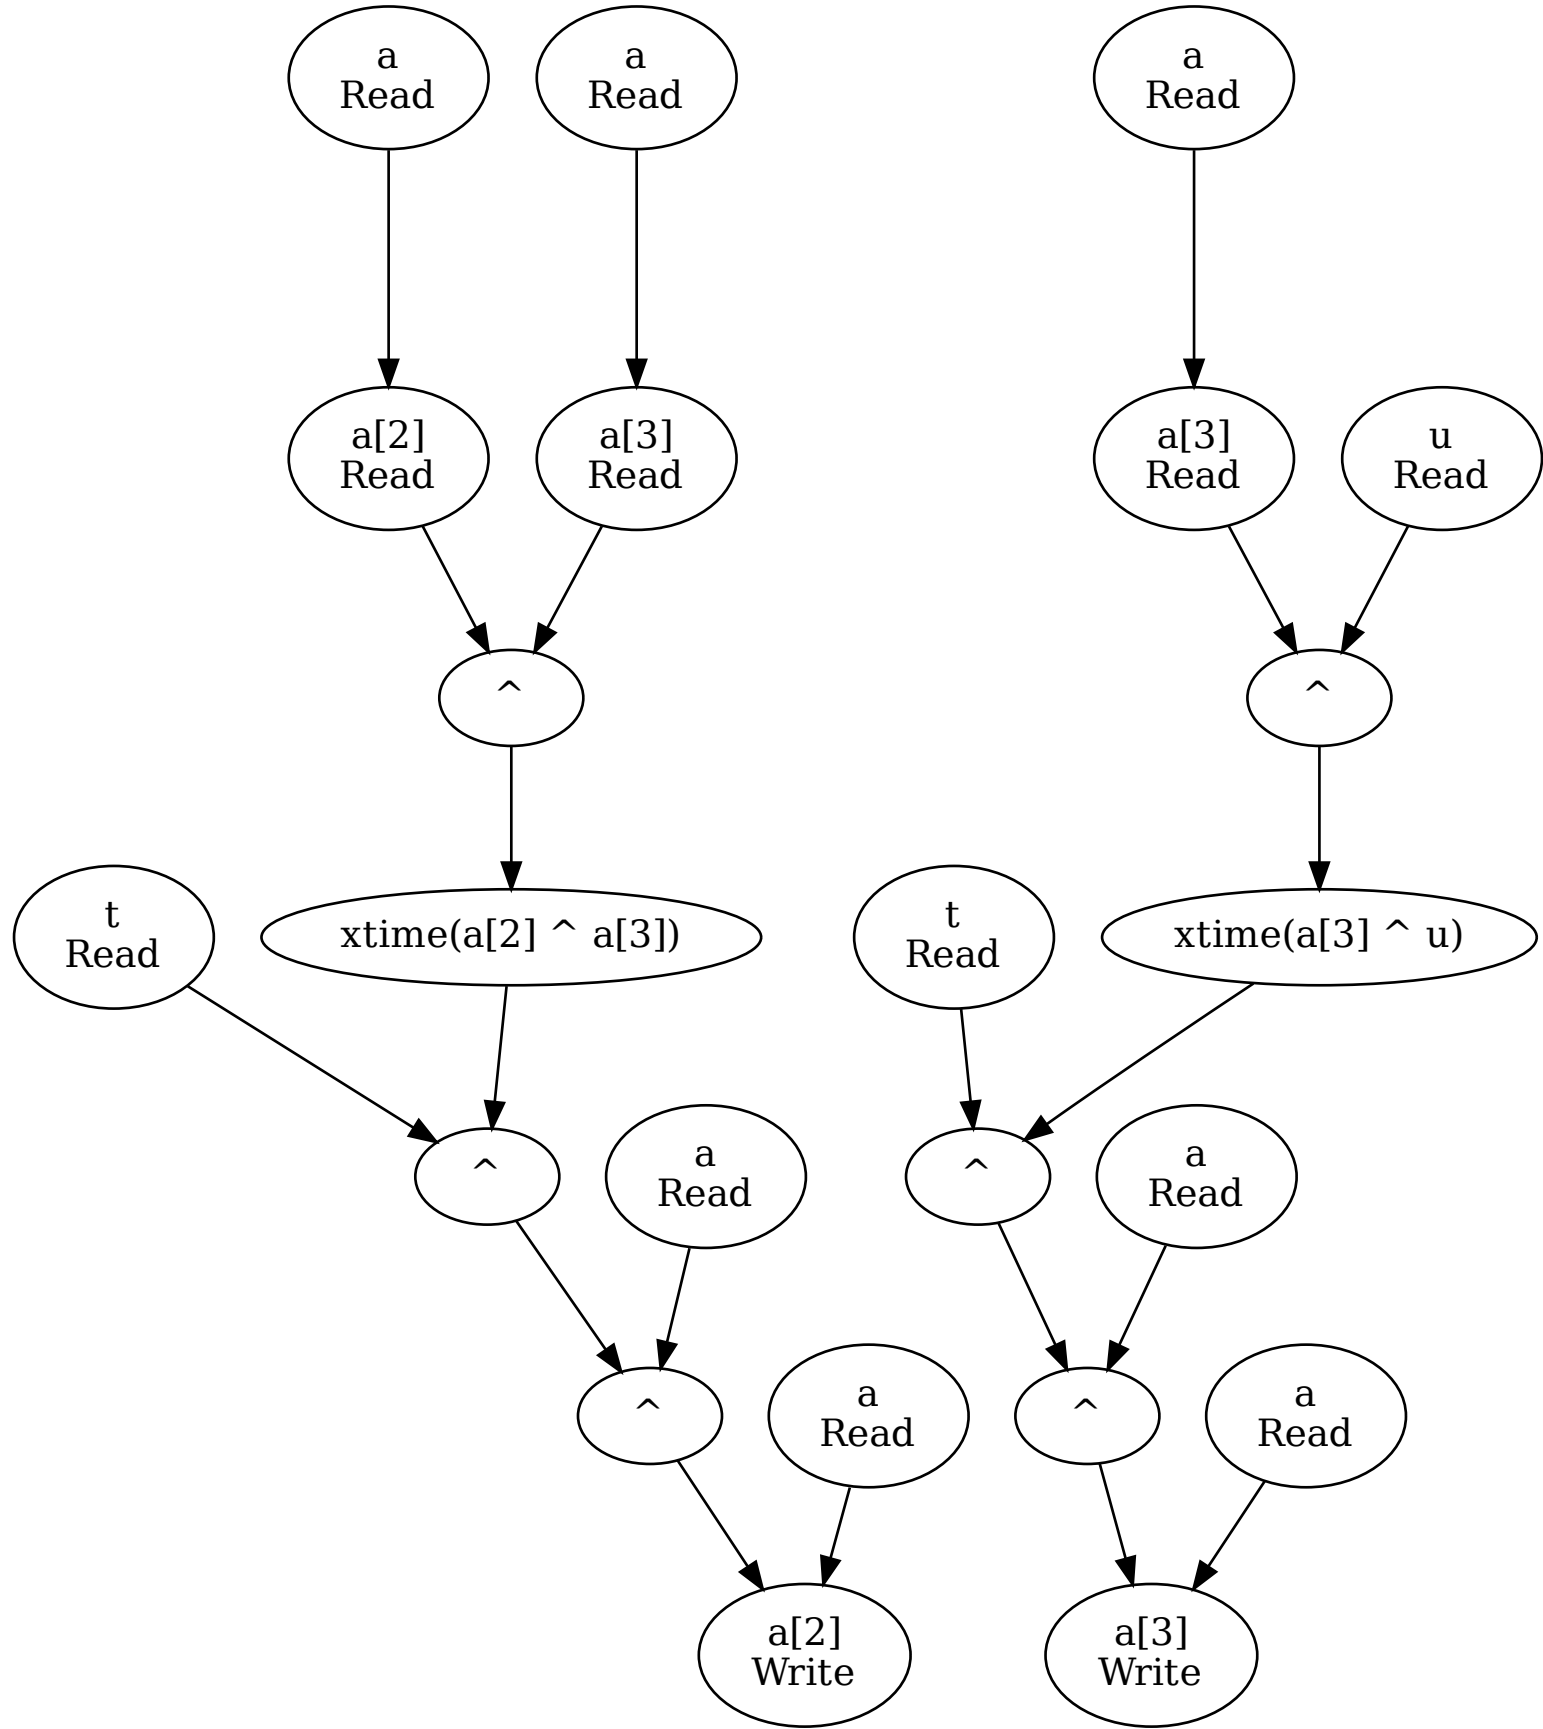 a
Read
a
Read
a
Read
a[2]
Read
a[3]
Read
a[3]
Read
u
Read
^
^
t
Read
xtime(a[2] ^ a[3])
t
Read
xtime(a[3] ^ u)
^
a
Read
^
a
Read
^
a
Read
^
a
Read
a[2]
Write
a[3]
Write